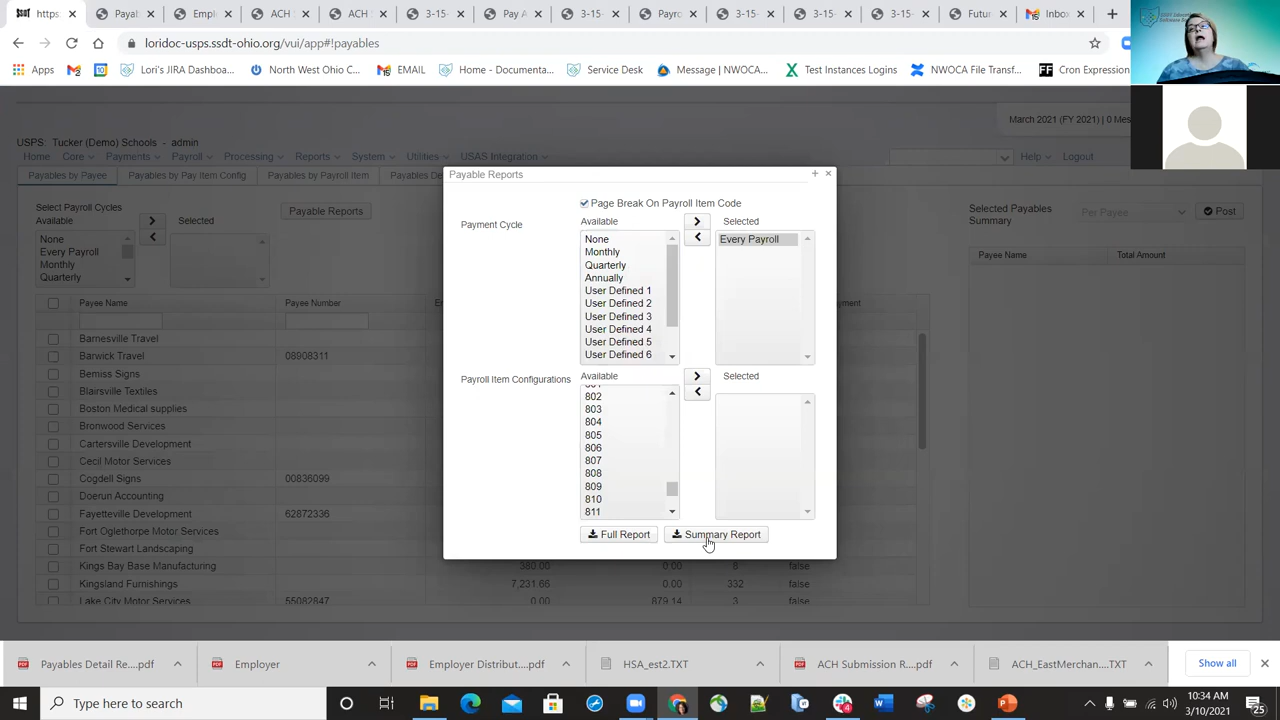 https:
Payal
Empl
ACH S
ACH S
3-15-
Pay A
3-15-
Payro
3-15-
3-15-
3-15-
Futur
Inbo
loridoc-usps.ssdt-ohio.org/vui/app#!payables
Apps
Lori's JIRA Dashboa...
North West Ohio C...
EMAIL
Home - Documenta...
Service Desk
Message | NWOCA...
Test Instances Logins
NWOCA File Transf...
Cron Expression
March 2021 (FY 2021) | 0 Mes
USPS: Tucker (Demo) Schools - admin
Home Core Payments Payroll Processing Reports System Utilities USAS Integration Help Logout
Payables by Payee Payables by Pay Item Config Payables by Payroll Item Payables De
Select Payroll Cycles
Available Selected
Payable Reports
None
Every Payroll
Monthly
Quarterly
Selected Payables Summary
Per Payee
Post
Payee Name Total Amount
Payee Name Payee Number
Barnesville Travel
Barwick Travel 08908311
Bemiss Signs
Blairsville Textiles
Boston Medical supplies
Bronwood Services
Cartersville Development
Cecil Motor Services
Cogdell Signs 00836099
Doerun Accounting
Fayetteville Development 62872336
Fort Oglethorpe Motor Services
Fort Stewart Landscaping
Kings Bay Base Manufacturing 380.00 0.00 8 false
Kingsland Furnishings 7,231.66 0.00 332 false
Lake City Motor Services 55082847 0.00 879.14 3 false
Payable Reports
Page Break On Payroll Item Code
Payment Cycle
Available Selected
None
Monthly
Quarterly
Annually
User Defined 1
User Defined 2
User Defined 3
User Defined 4
User Defined 5
User Defined 6
Every Payroll
Payroll Item Configurations
Available Selected
802
803
804
805
806
807
808
809
810
811
Full Report Summary Report
Payables Detail Re....pdf
Employer
Employer Distribut....pdf
HSA_est2.TXT
ACH Submission R....pdf
ACH_EastMerchan....TXT
Show all
Type here to search
10:34 AM
3/10/2021
25